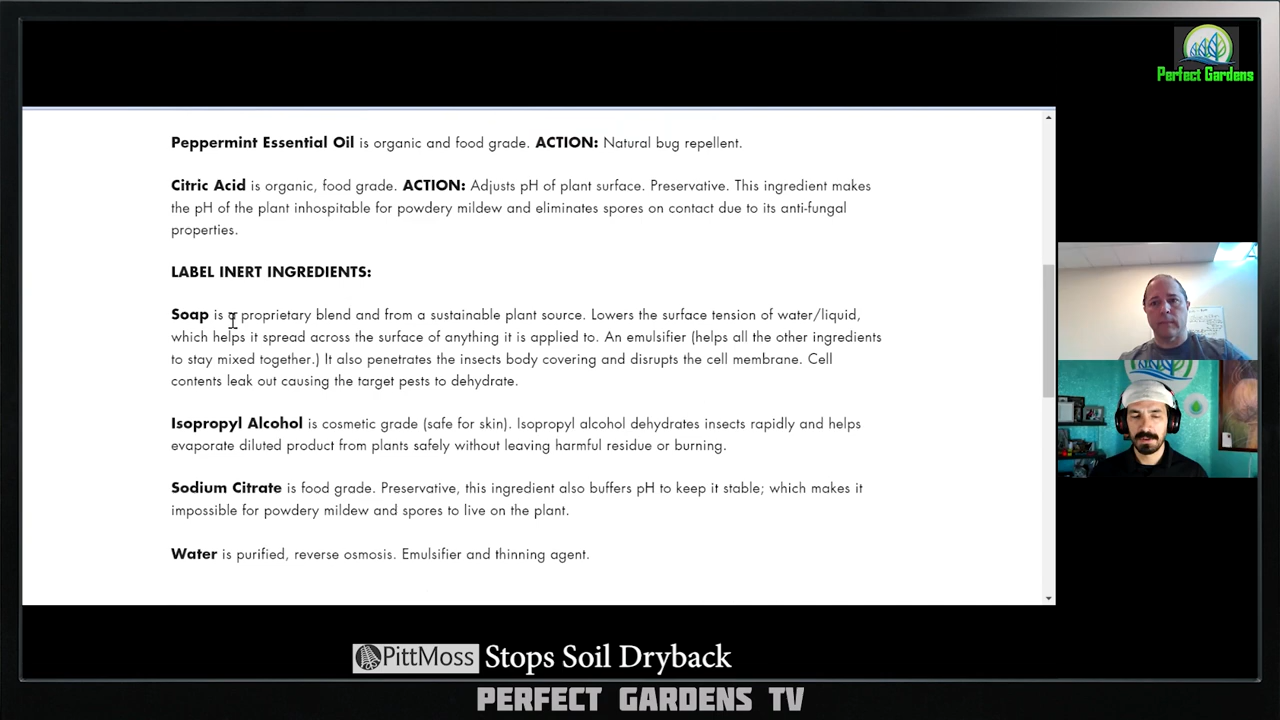 Perfect Gardens
Peppermint Essential Oil is organic and food grade. ACTION: Natural bug repellent.
Citric Acid is organic, food grade. ACTION: Adjusts pH of plant surface. Preservative. This ingredient makes
the pH of the plant inhospitable for powdery mildew and eliminates spores on contact due to its anti-fungal
properties.
LABEL INERT INGREDIENTS:
Soap is a proprietary blend and from a sustainable plant source. Lowers the surface tension of water/liquid,
which helps it spread across the surface of anything it is applied to. An emulsifier (helps all the other ingredients
to stay mixed together.) It also penetrates the insects body covering and disrupts the cell membrane. Cell
contents leak out causing the target pests to dehydrate.
Isopropyl Alcohol is cosmetic grade (safe for skin). Isopropyl alcohol dehydrates insects rapidly and helps
evaporate diluted product from plants safely without leaving harmful residue or burning.
Sodium Citrate is food grade. Preservative, this ingredient also buffers pH to keep it stable; which makes it
impossible for powdery mildew and spores to live on the plant.
Water is purified, reverse osmosis. Emulsifier and thinning agent.
PittMoss Stops Soil Dryback
PERFECT GARDENS TV